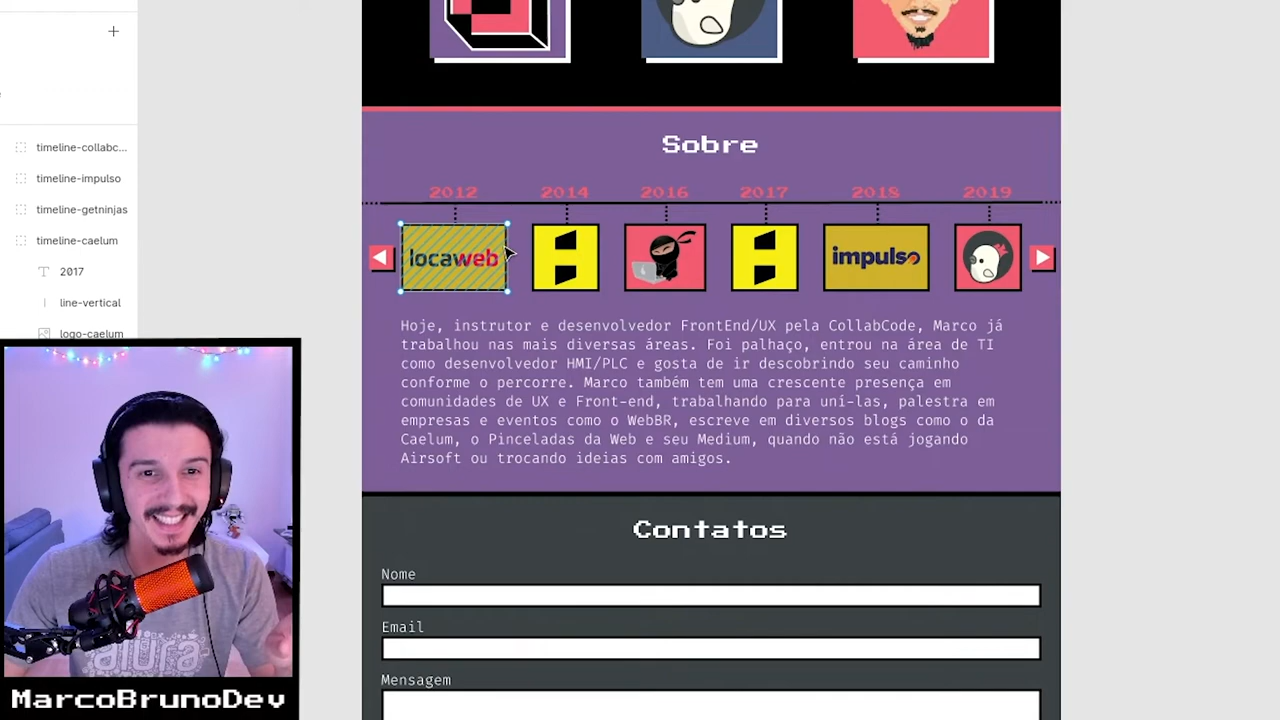 timeline-collabc...
timeline-impulso
timeline-getninjas
timeline-caelum
2017
line-vertical
logo-caelum
Sobre
2012 2014 2016 2017 2018 2019
locaweb
impulso
Hoje, instrutor e desenvolvedor FrontEnd/UX pela CollabCode, Marco já
trabalhou nas mais diversas áreas. Foi palhaço, entrou na área de TI
como desenvolvedor HMI/PLC e gosta de ir descobrindo seu caminho
conforme o percorre. Marco também tem uma crescente presença em
comunidades de UX e Front-end, trabalhando para uní-las, palestra em
empresas e eventos como o WebBR, escreve em diversos blogs como o da
Caelum, o Pinceladas da Web e seu Medium, quando não está jogando
Airsoft ou trocando ideias com amigos.
Contatos
Nome
Email
Mensagem
alura
MarcoBrunoDev